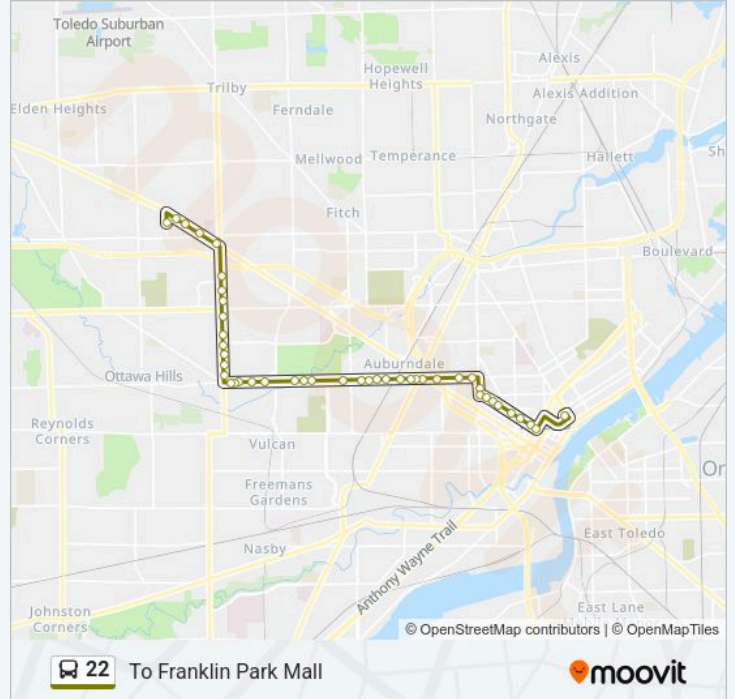 Toledo Suburban
Airport
Alexis
Hopewell
Heights
Trilby
Alexis Addition
Elden Heights
Ferndale
Northgate
Mellwood
Temperance
Hallett
Sh
Fitch
Boulevard
Auburndale
Ottawa Hills
Reynolds
Corners
Vulcan
Or
Freemans
Gardens
East Toledo
Nasby
Anthony Wayne Trail
Johnston
Corners
East Lane
© OpenStreetMap contributors | © OpenMapTiles
22 To Franklin Park Mall
moovit